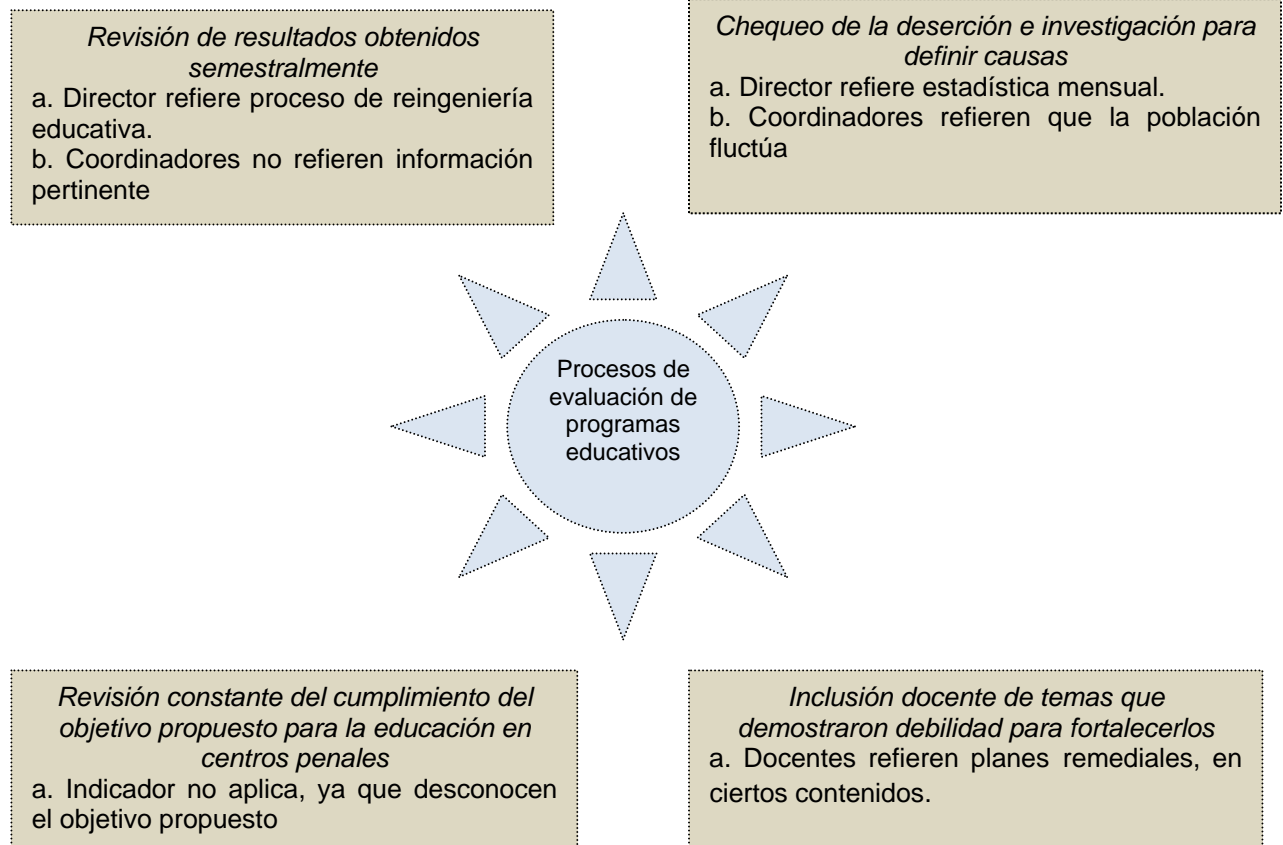 Revisión de resultados obtenidos
semestralmente
a. Director refiere proceso de reingeniería
educativa.
b. Coordinadores no refieren información
pertinente
Chequeo de la deserción e investigación para
definir causas
a. Director refiere estadística mensual.
b. Coordinadores refieren que la población
fluctúa
Procesos de
evaluación de
programas
educativos
Revisión constante del cumplimiento del
objetivo propuesto para la educación en
centros penales
a. Indicador no aplica, ya que desconocen
el objetivo propuesto
Inclusión docente de temas que
demostraron debilidad para fortalecerlos
a. Docentes refieren planes remediales, en
ciertos contenidos.